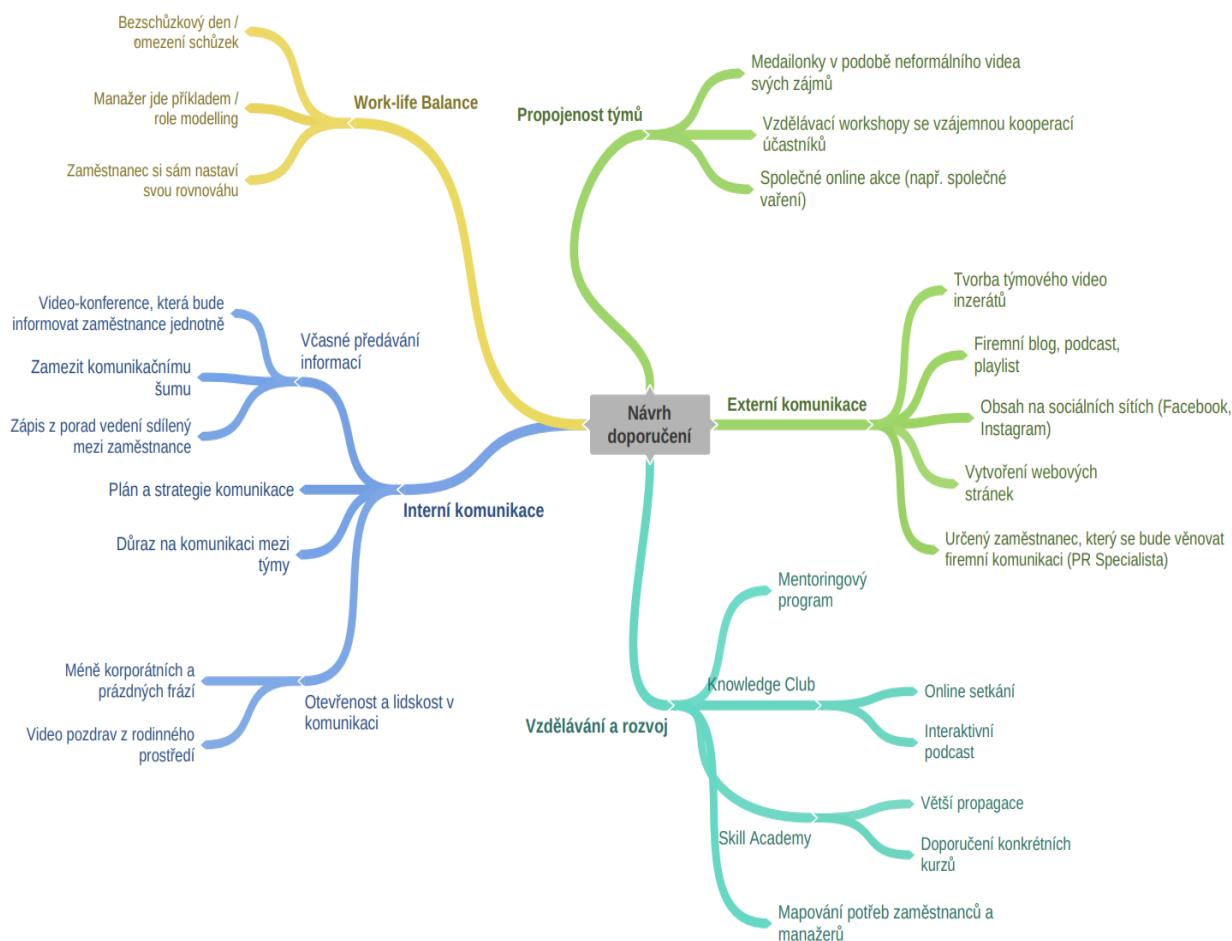 Bezschůzkový den /
omezení schůzek
Manažer jde příkladem /
role modelling
Zaměstnanec si sám nastaví
svou rovnováhu
Work-life Balance
Propojenost týmů
Medailonky v podobě neformálního videa
svých zájmů
Vzdělávací workshopy se vzájemnou kooperací
účastníků
Společné online akce (např. společné
vaření)
Video-konference, která bude
informovat zaměstnance jednotně
Zamezit komunikačnímu
šumu
Zápis z porad vedení sdílený
mezi zaměstnance
Včasné předávání
informací
Plán a strategie komunikace
Důraz na komunikaci mezi
týmy
Interní komunikace
Méně korporátních a
prázdných frází
Video pozdrav z rodinného
prostředí
Otevřenost a lidskost v
komunikaci
Návrh
doporučení
Externí komunikace
Tvorba týmového video
inzerátů
Firemní blog, podcast,
playlist
Obsah na sociálních sítích (Facebook,
Instagram)
Vytvoření webových
stránek
Určený zaměstnanec, který se bude věnovat
firemní komunikaci (PR Specialista)
Vzdělávání a rozvoj
Mentoringový
program
Knowledge Club
Online setkání
Interaktivní
podcast
Skill Academy
Větší propagace
Doporučení konkrétních
kurzů
Mapování potřeb zaměstnanců a
manažerů